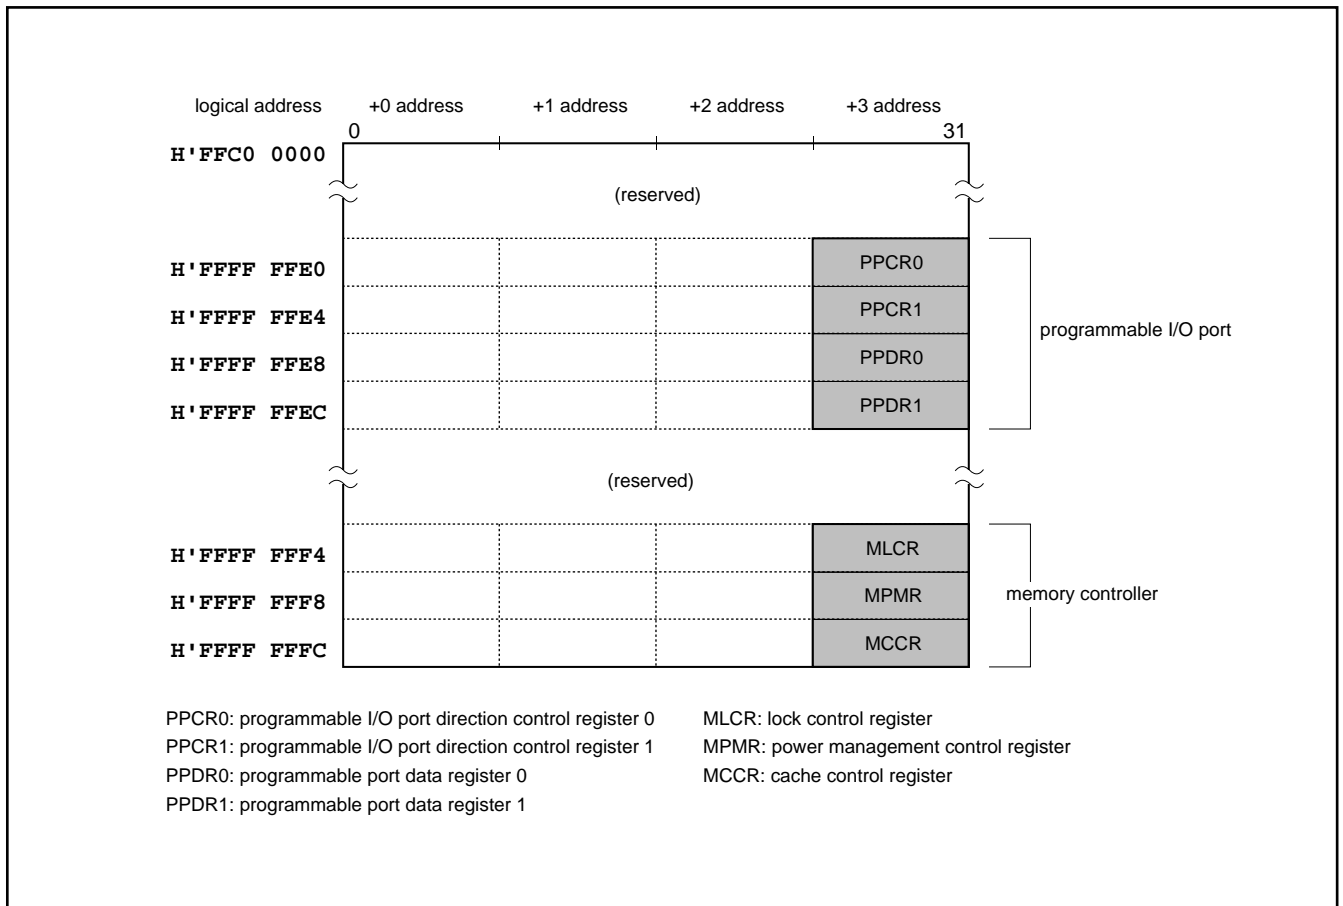 logical address +0 address +1 address +2 address +3 address
0 31
H'FFC0 0000
(reserved)
H'FFFF FFE0 PPCR0
H'FFFF FFE4 PPCR1
programmable I/O port
H'FFFF FFE8 PPDR0
H'FFFF FFEC PPDR1
(reserved)
H'FFFF FFF4 MLCR
H'FFFF FFF8 MPMR memory controller
H'FFFF FFFC MCCR
PPCR0: programmable I/O port direction control register 0 MLCR: lock control register
PPCR1: programmable I/O port direction control register 1 MPMR: power management control register
PPDR0: programmable port data register 0 MCCR: cache control register
PPDR1: programmable port data register 1